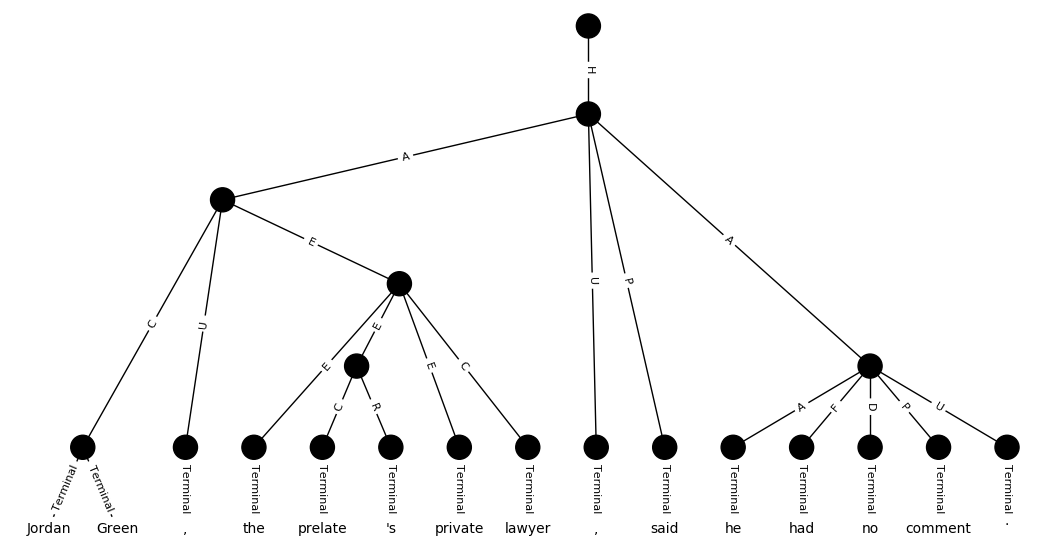 H
A
E
A
U P
C U
E
E E C
C R
A F D P U
Terminal Terminal Terminal Terminal Terminal Terminal Terminal Terminal Terminal Terminal Terminal Terminal Terminal Terminal Terminal
Jordan Green , the prelate 's private lawyer , said he had no comment .